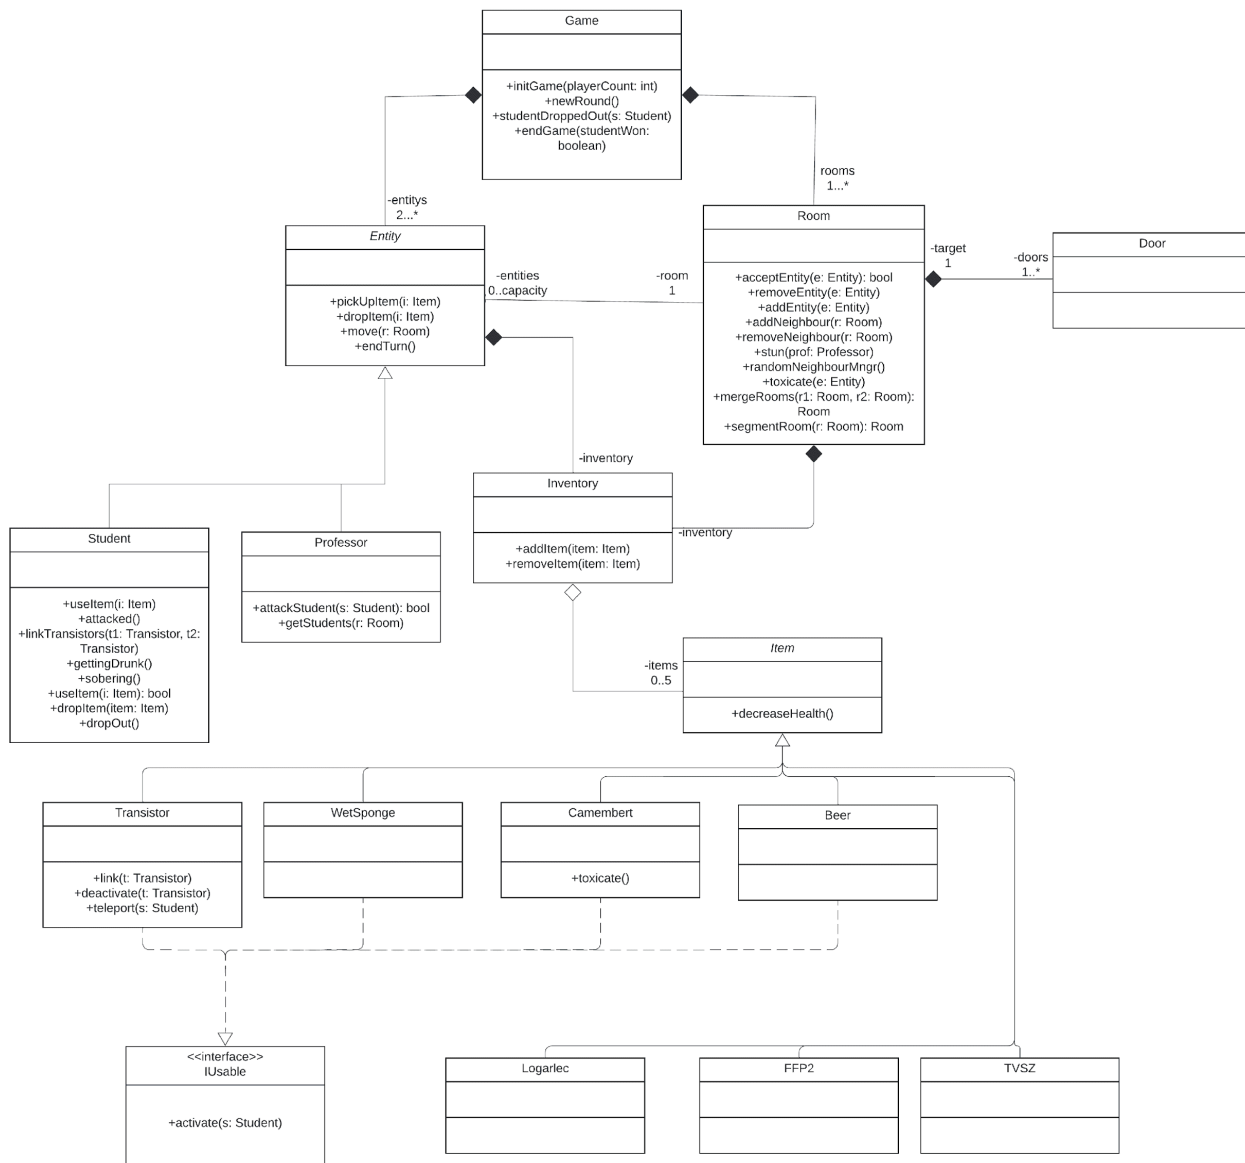 Game
+initGame(playerCount: int)
+newRound()
+studentDroppedOut(s: Student)
+endGame(studentWon:
boolean)
-entitys
2...*
rooms
1...*
Entity
+pickUpItem(i: Item)
+dropItem(i: Item)
+move(r: Room)
+endTurn()
-entities
0..capacity
-room
1
Room
+acceptEntity(e: Entity): bool
+removeEntity(e: Entity)
+addEntity(e: Entity)
+addNeighbour(r: Room)
+removeNeighbour(r: Room)
+stun(prof: Professor)
+randomNeighbourMngr()
+toxicate(e: Entity)
+mergeRooms(r1: Room, r2: Room):
Room
+segmentRoom(r: Room): Room
-target
1
-doors
1..*
Door
-inventory
Inventory
+addItem(item: Item)
+removeItem(item: Item)
-inventory
Student
+useItem(i: Item)
+attacked()
+linkTransistors(t1: Transistor, t2:
Transistor)
+gettingDrunk()
+sobering()
+useItem(i: Item): bool
+dropItem(item: Item)
+dropOut()
Professor
+attackStudent(s: Student): bool
+getStudents(r: Room)
-items
0..5
Item
+decreaseHealth()
Transistor
+link(t: Transistor)
+deactivate(t: Transistor)
+teleport(s: Student)
WetSponge
Camembert
+toxicate()
Beer
<<interface>>
IUsable
+activate(s: Student)
Logarlec
FFP2
TVSZ